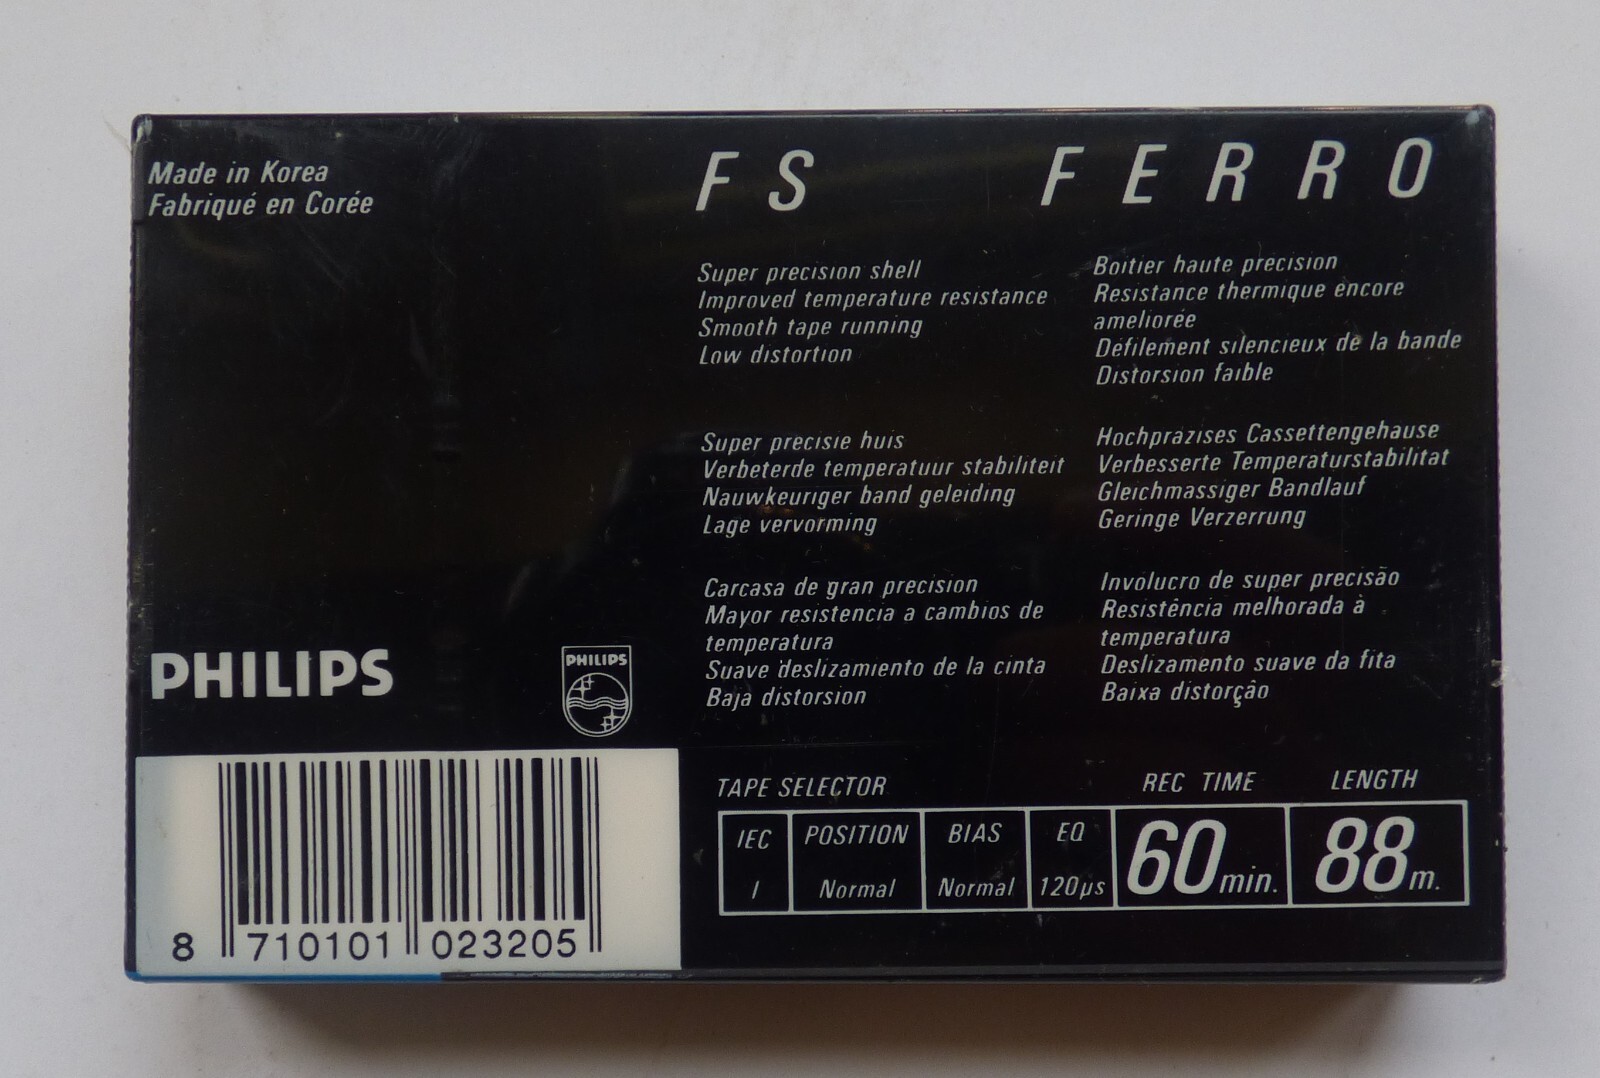 Made in Korea
Fabriqué en Corée
FS FERRO
Super precision shell
Improved temperature resistance
Smooth tape running
Low distortion
Boitier haute precision
Resistance thermique encore
ameliorée
Défilement silencieux de la bande
Distorsion faible
Super precisie huis
Verbeterde temperatuur stabiliteit
Nauwkeuriger band geleiding
Lage vervorming
Hochprazises Cassettengehause
Verbesserte Temperaturstabilitat
Gleichmassiger Bandlauf
Geringe Verzerrung
Carcasa de gran precision
Mayor resistencia a cambios de
temperatura
Suave deslizamiento de la cinta
Baja distorsion
Involucro de super precisão
Resistência melhorada à
temperatura
Deslizamento suave da fita
Baixa distorção
PHILIPS
PHILIPS
TAPE SELECTOR REC TIME LENGTH
IEC POSITION BIAS EQ 60min. 88m.
I Normal Normal 120µs
8 710101 023205